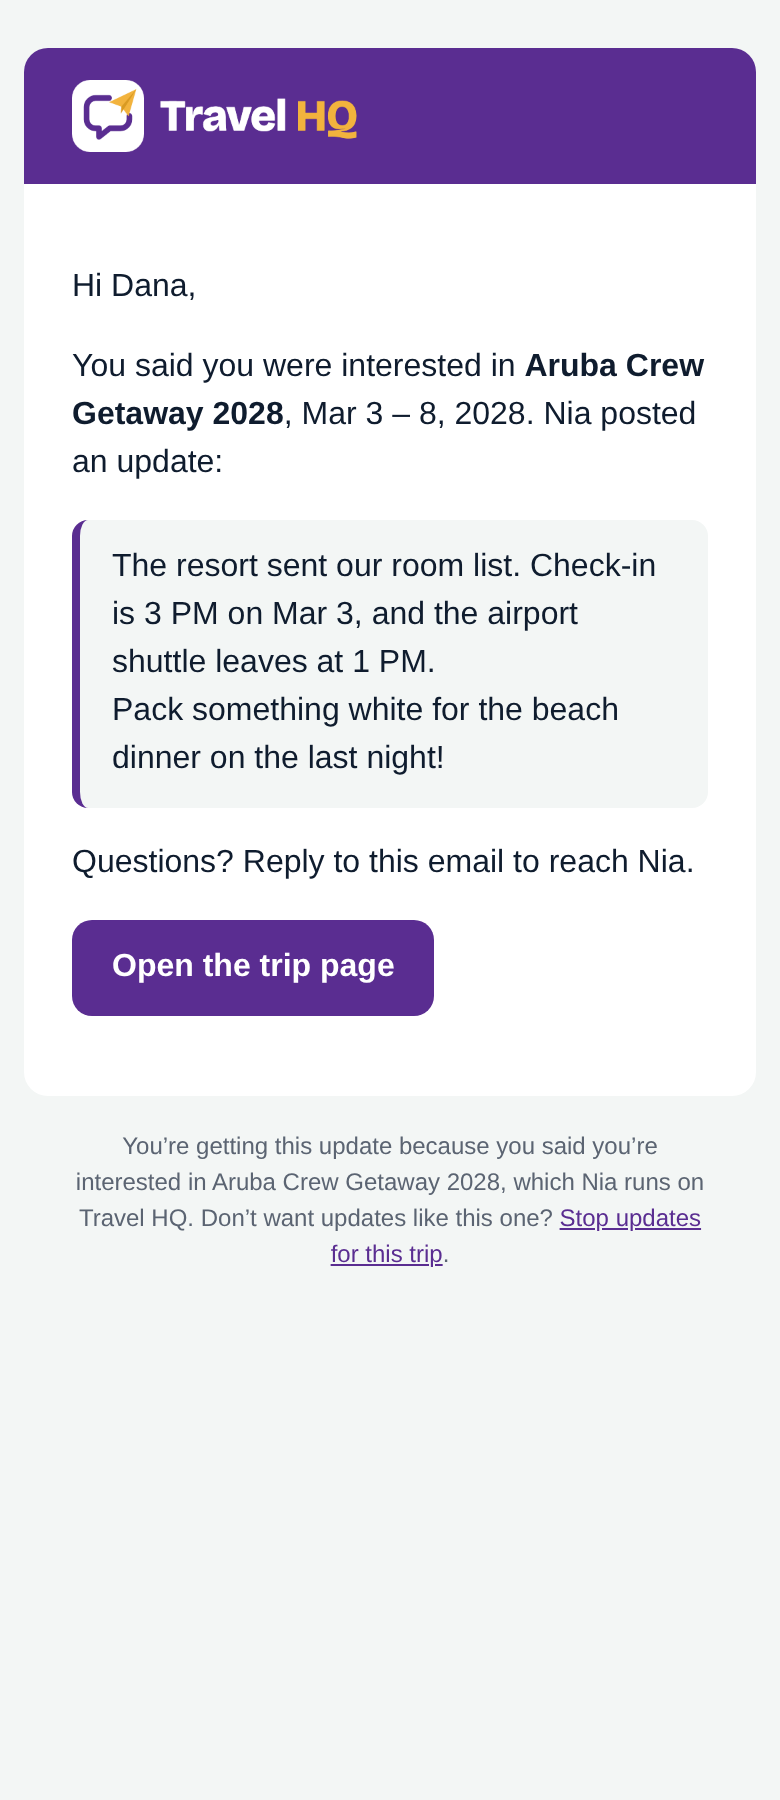 Travel HQ
Hi Dana,
You said you were interested in Aruba Crew
Getaway 2028, Mar 3 – 8, 2028. Nia posted
an update:
The resort sent our room list. Check-in
is 3 PM on Mar 3, and the airport
shuttle leaves at 1 PM.
Pack something white for the beach
dinner on the last night!
Questions? Reply to this email to reach Nia.
Open the trip page
You’re getting this update because you said you’re
interested in Aruba Crew Getaway 2028, which Nia runs on
Travel HQ. Don’t want updates like this one? Stop updates
for this trip.